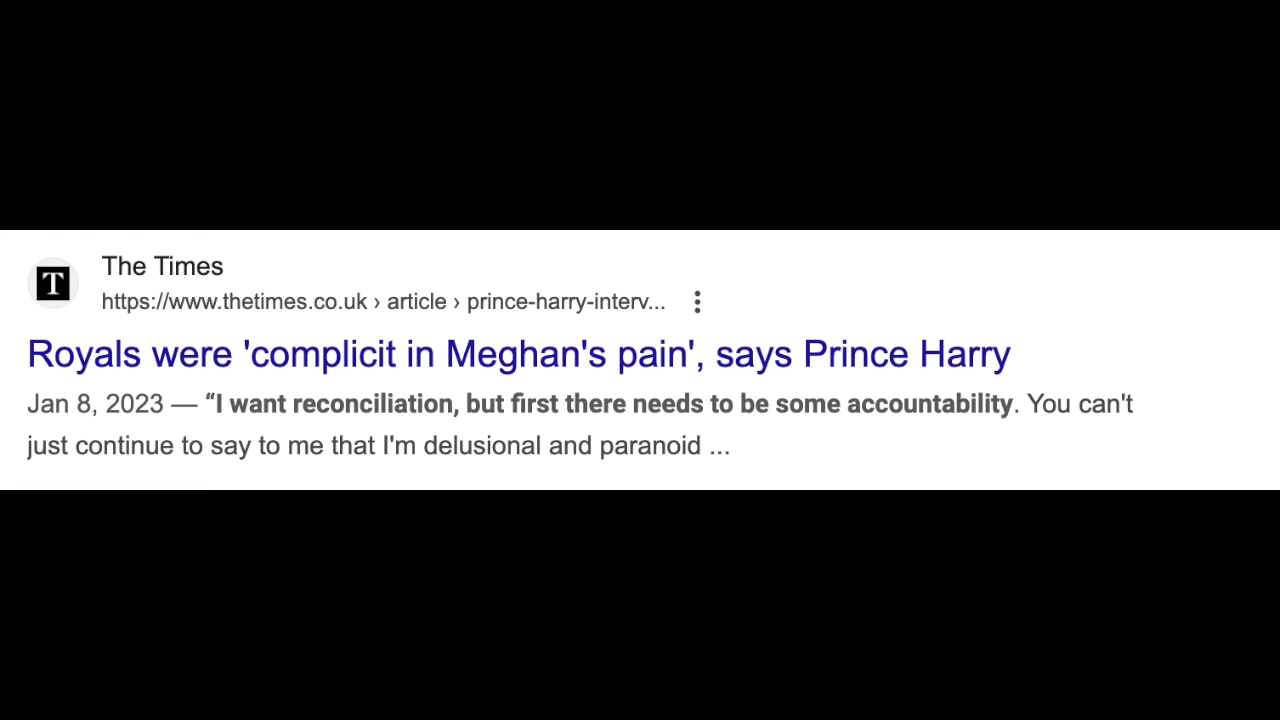 T
The Times
https://www.thetimes.co.uk › article › prince-harry-interv...
Royals were 'complicit in Meghan's pain', says Prince Harry
Jan 8, 2023 — “I want reconciliation, but first there needs to be some accountability. You can't
just continue to say to me that I'm delusional and paranoid ...